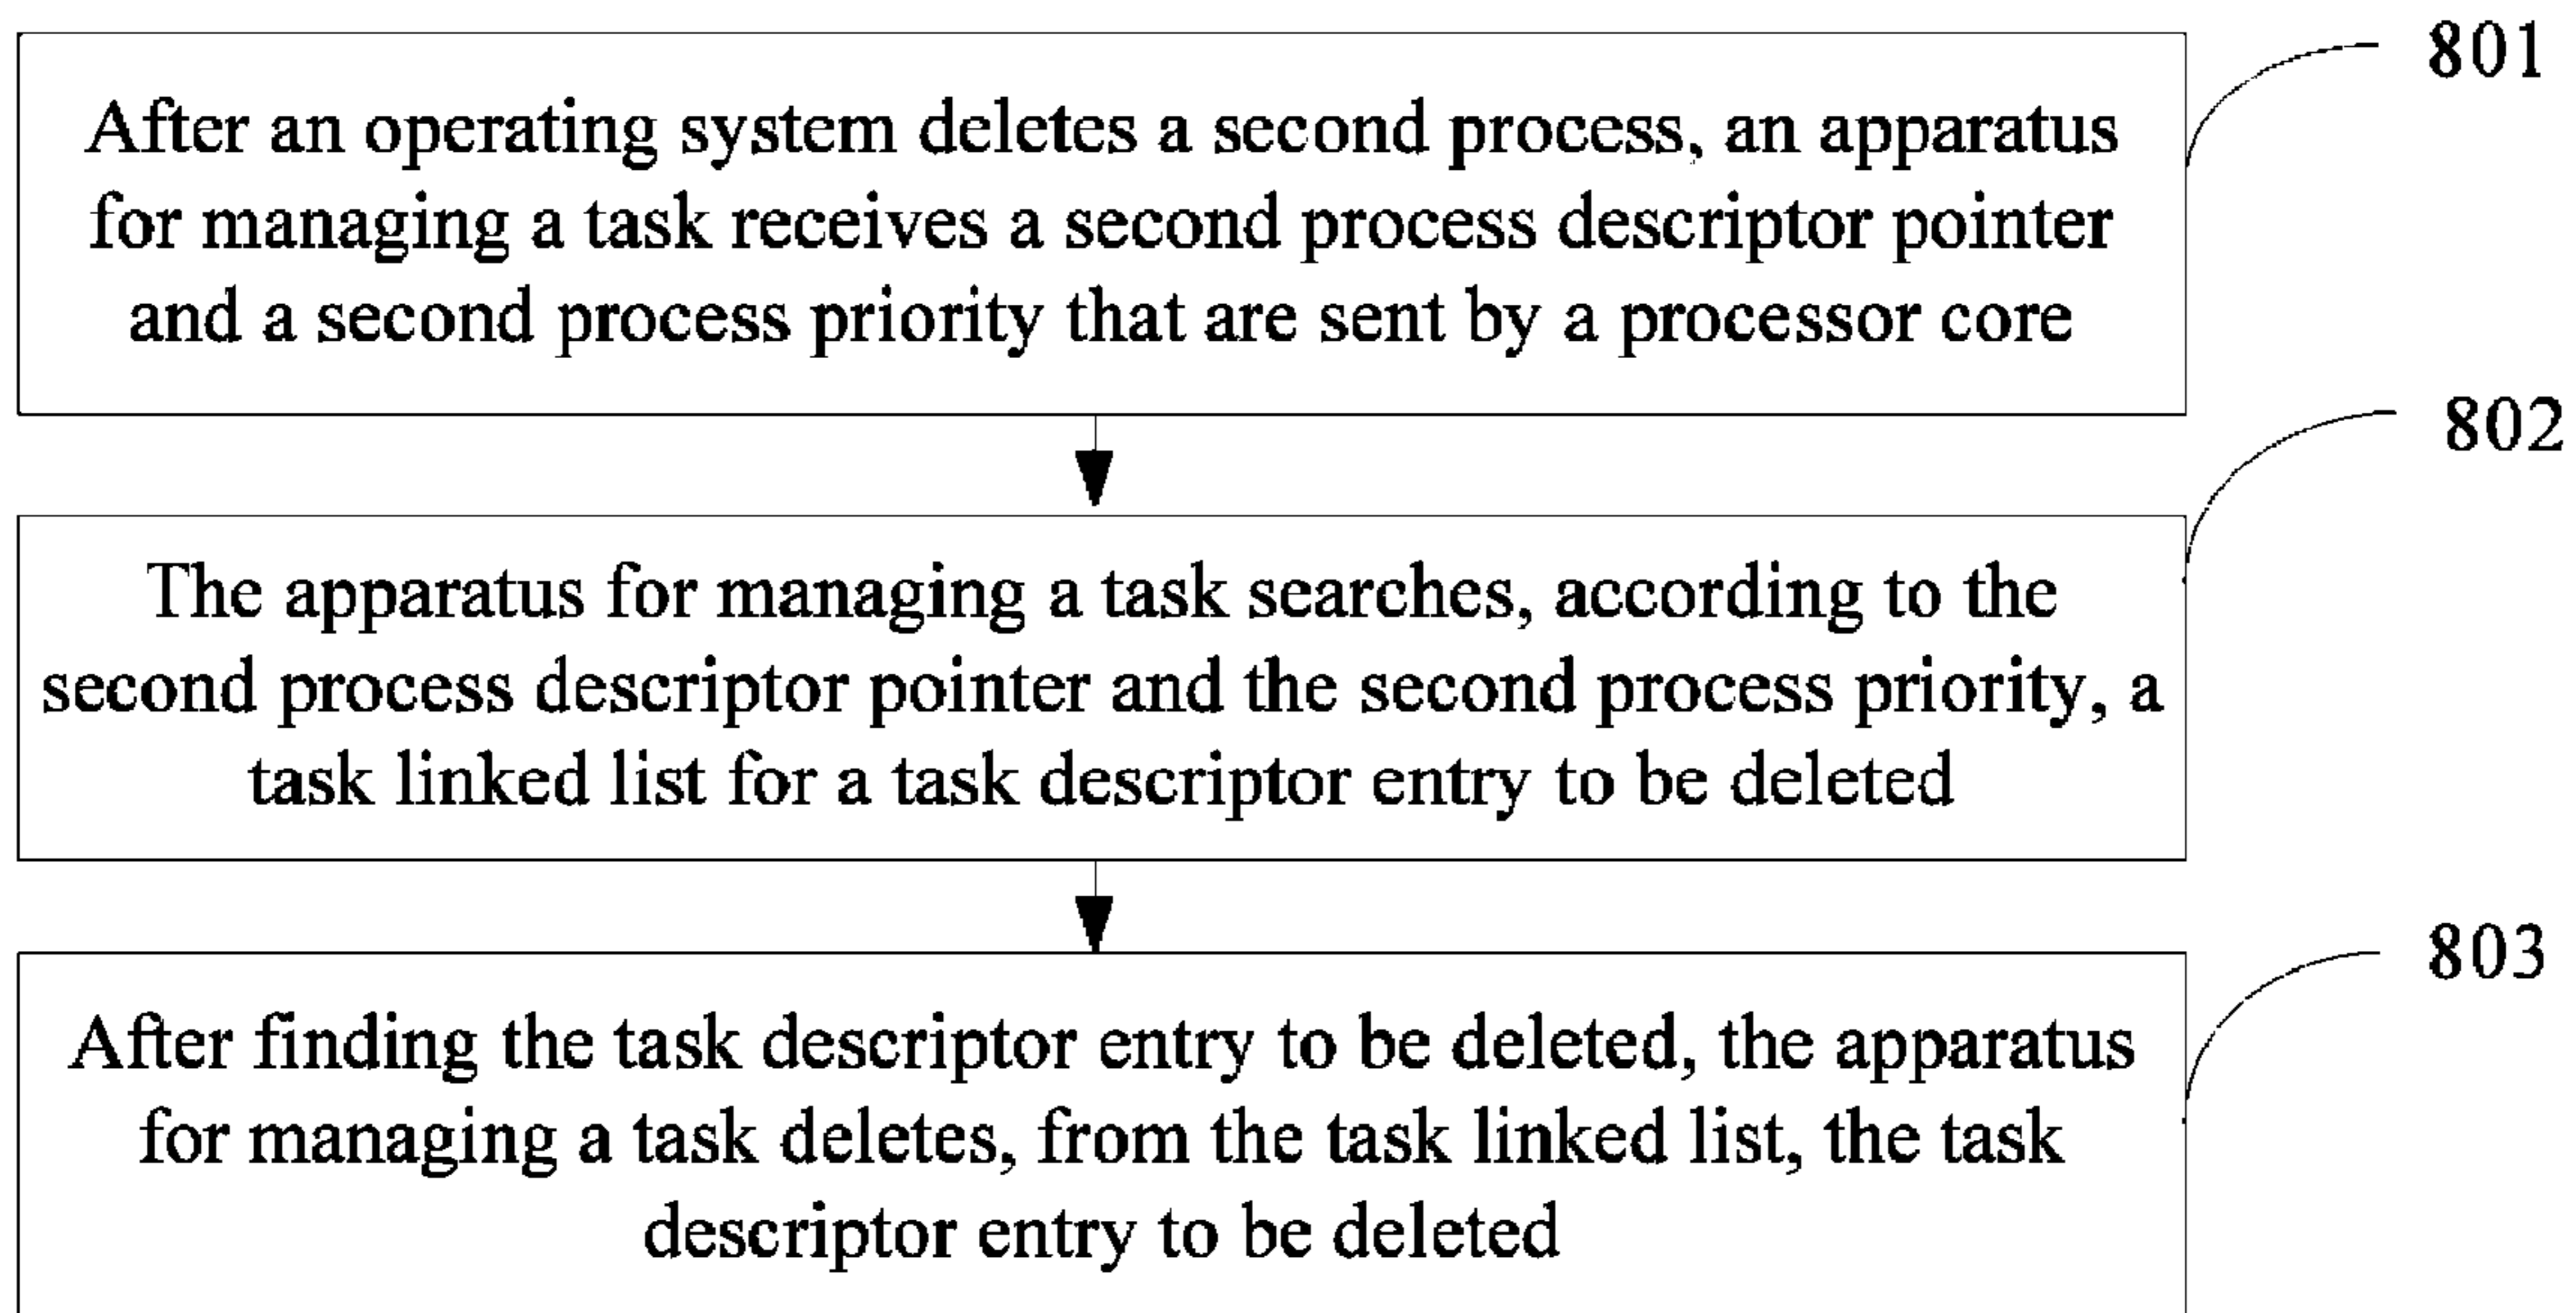 801
After an operating system deletes a second process, an apparatus
for managing a task receives a second process descriptor pointer
and a second process priority that are sent by a processor core
802
The apparatus for managing a task searches, according to the
second process descriptor pointer and the second process priority, a
task linked list for a task descriptor entry to be deleted
803
After finding the task descriptor entry to be deleted, the apparatus
for managing a task deletes, from the task linked list, the task
descriptor entry to be deleted